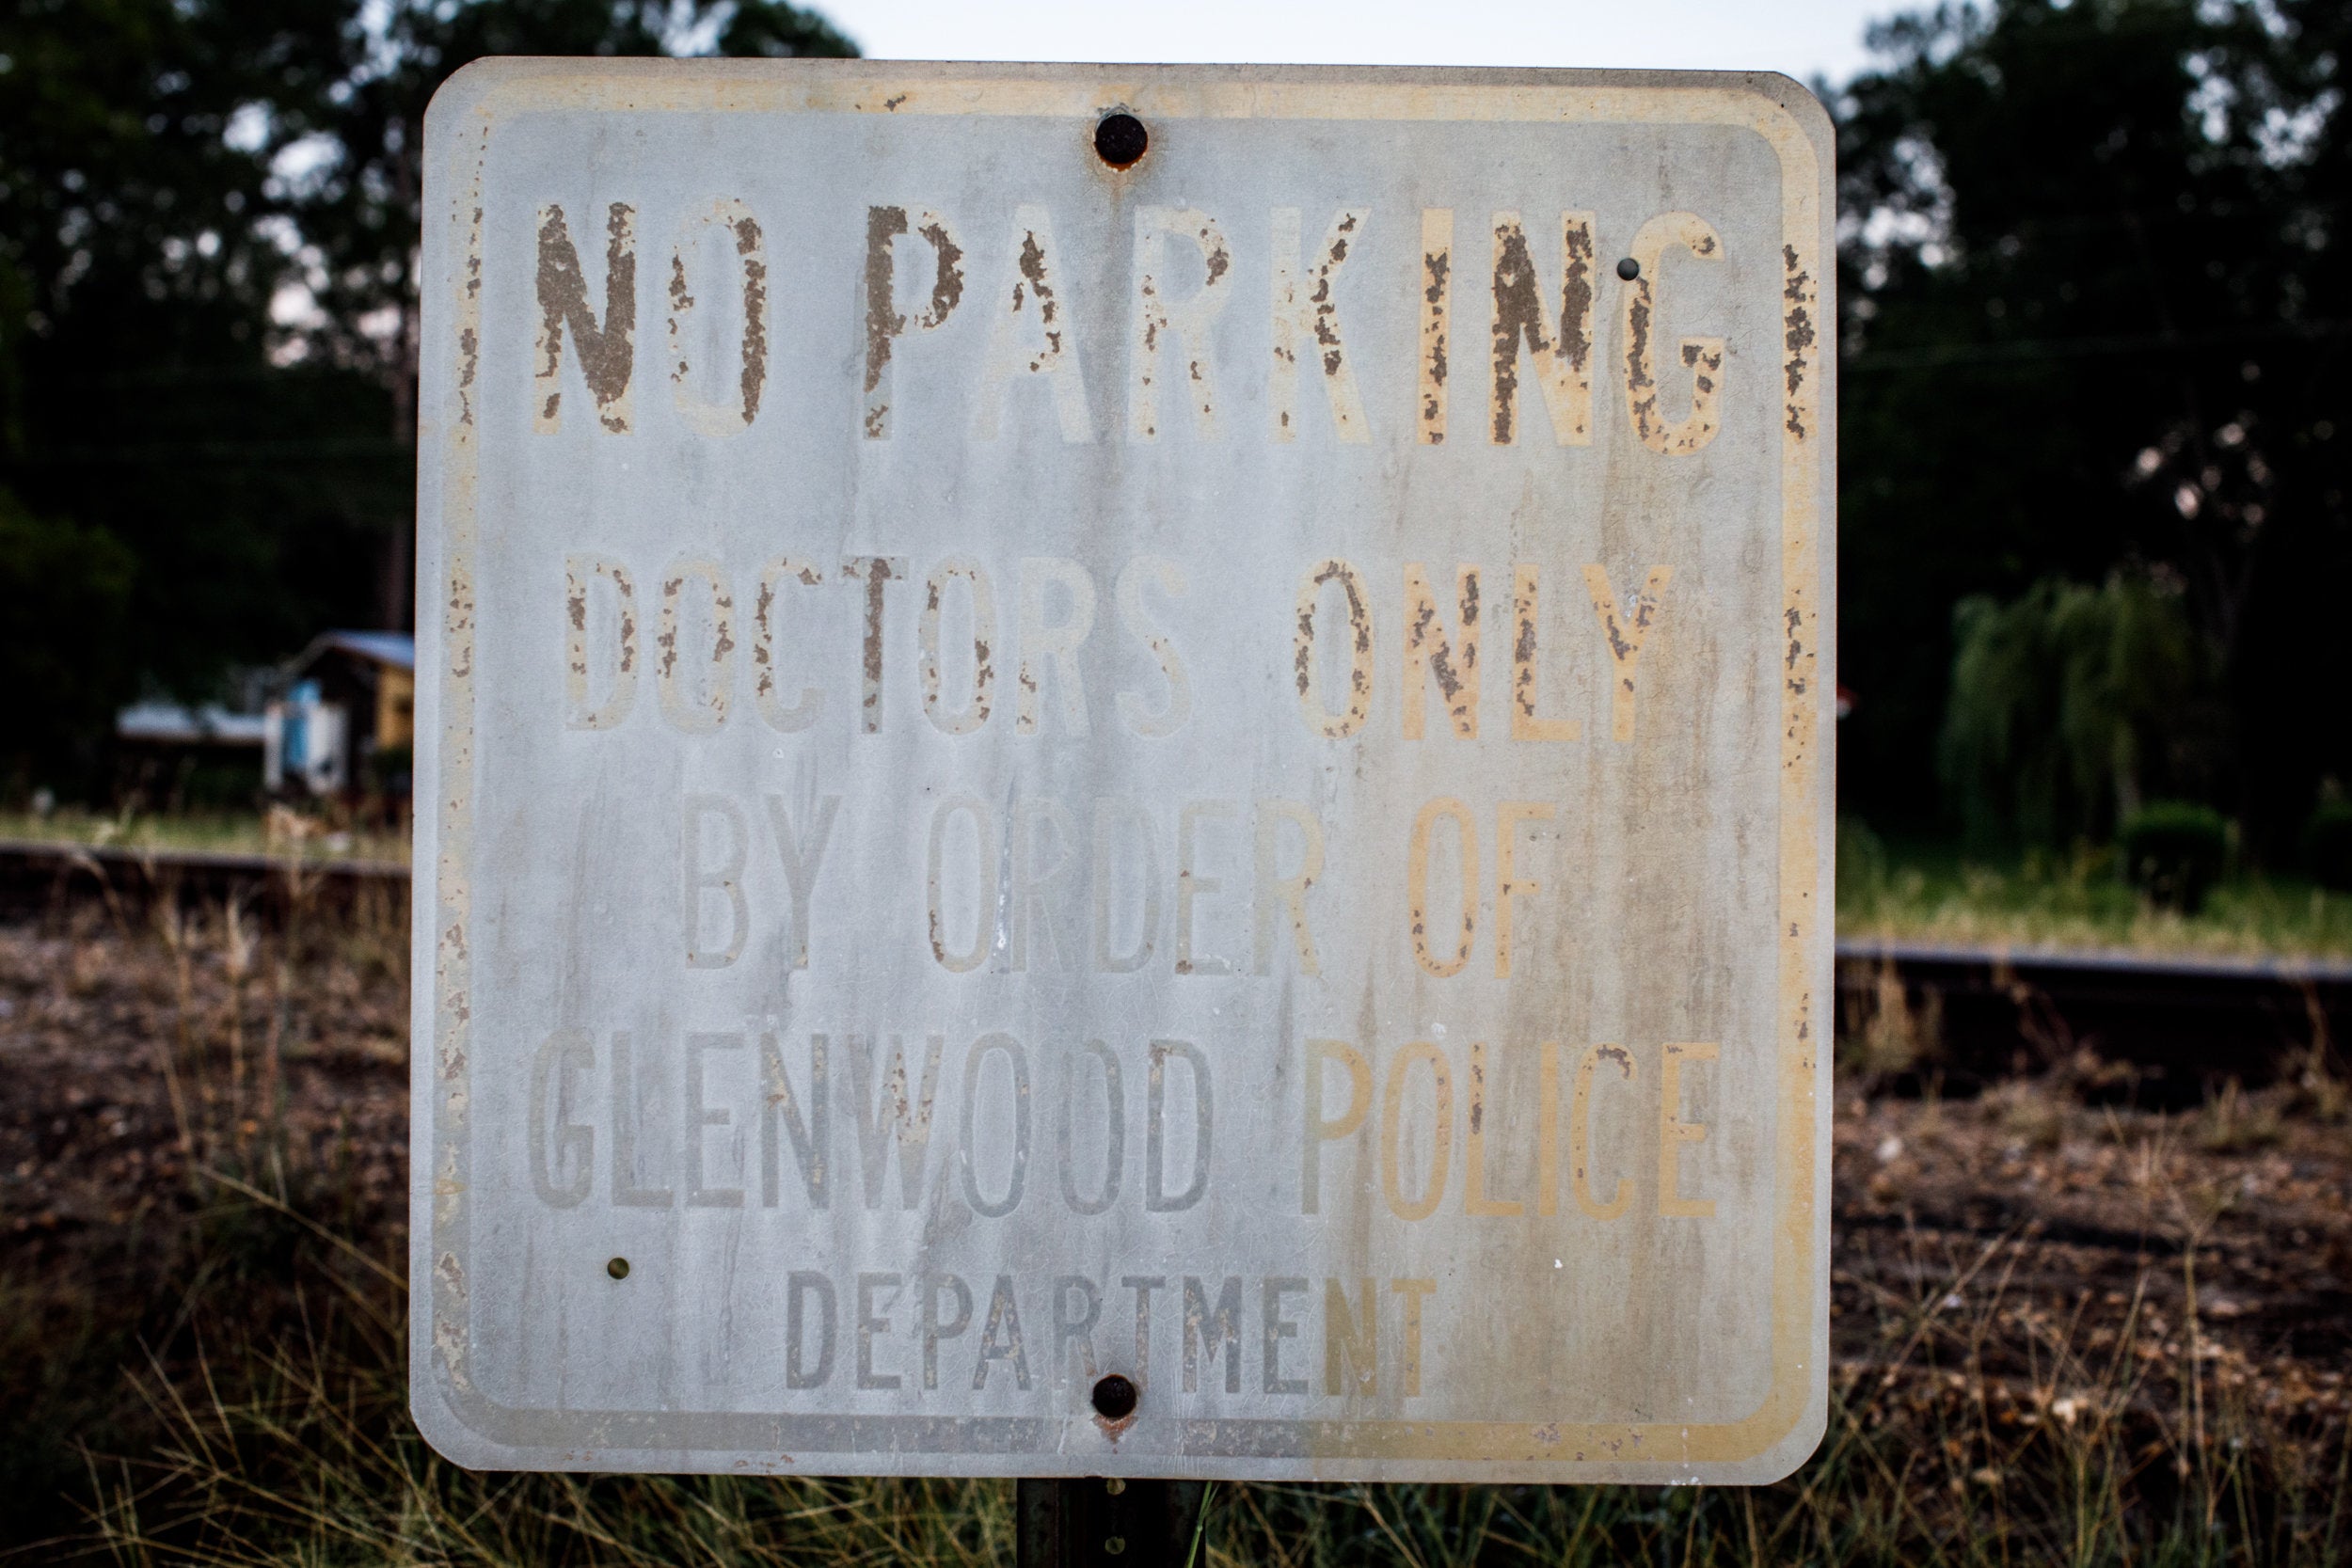 NO PARKING
DOCTORS ONLY
BY ORDER OF
GLENWOOD POLICE
DEPARTMENT